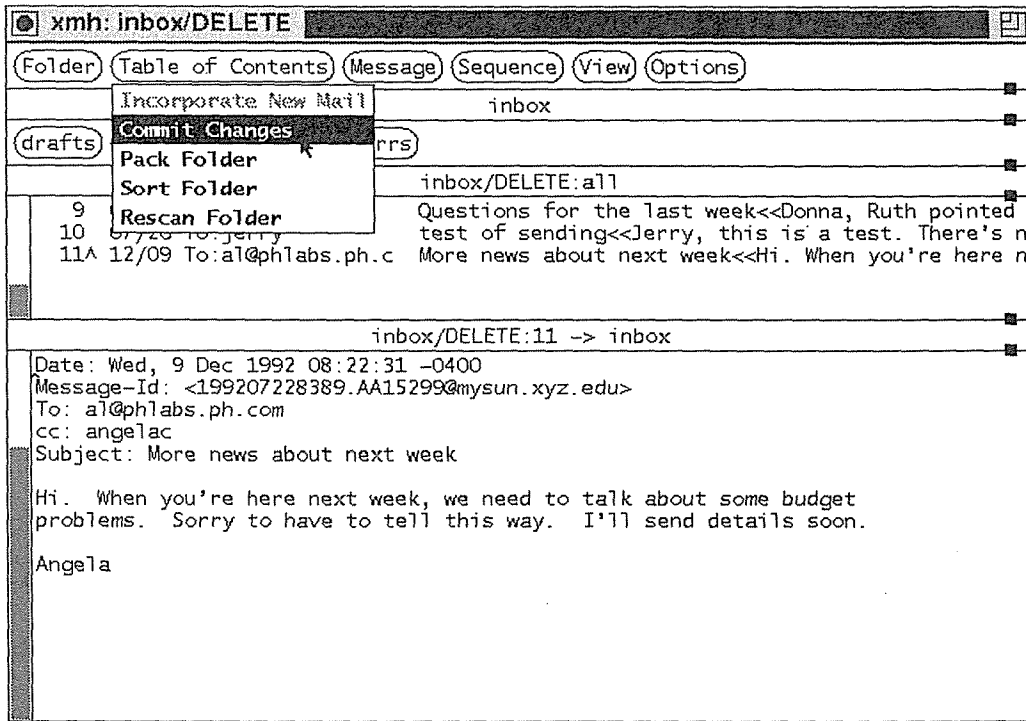 xmh: inbox/DELETE
Folder Table of Contents Message Sequence View Options
Incorporate New Mail
inbox
Commit Changes
drafts rrs
Pack Folder
Sort Folder
Rescan Folder
inbox/DELETE:all
9 Questions for the last week<<Donna, Ruth pointed
10 07/28 To:jerry test of sending<<Jerry, this is a test. There's n
11^ 12/09 To:al@phlabs.ph.c More news about next week<<Hi. When you're here n
inbox/DELETE:11 -> inbox
Date: Wed, 9 Dec 1992 08:22:31 -0400
Message-Id: <199207228389.AA15299@mysun.xyz.edu>
To: al@phlabs.ph.com
cc: angelac
Subject: More news about next week
Hi. When you're here next week, we need to talk about some budget
problems. Sorry to have to tell this way. I'll send details soon.
Angela